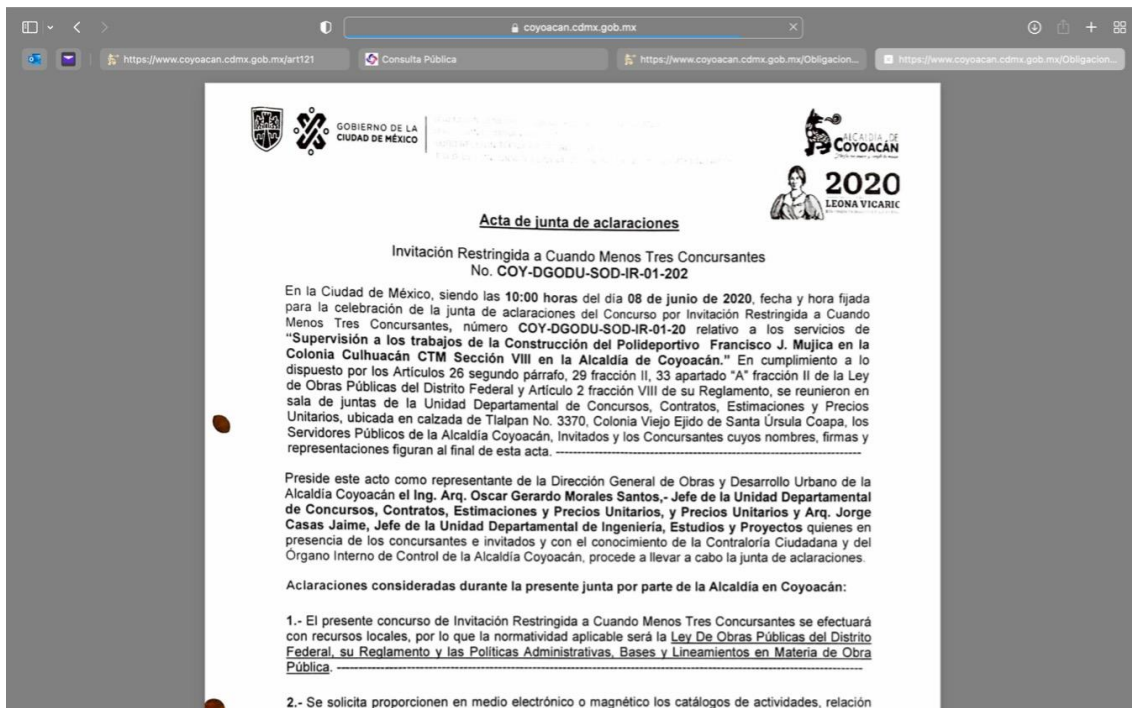 coyoacan.cdmx.gob.mx
https://www.coyoacan.cdmx.gob.mx/art121
Consulta Pública
https://www.coyoacan.cdmx.gob.mx/Obligacion...
https://www.coyoacan.cdmx.gob.mx/Obligacion...
GOBIERNO DE LA
CIUDAD DE MÉXICO
ALCALDÍA DE
COYOACÁN
2020
LEONA VICARIO
Acta de junta de aclaraciones
Invitación Restringida a Cuando Menos Tres Concursantes
No. COY-DGODU-SOD-IR-01-202
En la Ciudad de México, siendo las 10:00 horas del día 08 de junio de 2020, fecha y hora fijada
para la celebración de la junta de aclaraciones del Concurso por Invitación Restringida a Cuando
Menos Tres Concursantes, número COY-DGODU-SOD-IR-01-20 relativo a los servicios de
“Supervisión a los trabajos de la Construcción del Polideportivo Francisco J. Mujica en la
Colonia Culhuacán CTM Sección VIII en la Alcaldía de Coyoacán.” En cumplimiento a lo
dispuesto por los Artículos 26 segundo párrafo, 29 fracción II, 33 apartado “A” fracción II de la Ley
de Obras Públicas del Distrito Federal y Artículo 2 fracción VIII de su Reglamento, se reunieron en
sala de juntas de la Unidad Departamental de Concursos, Contratos, Estimaciones y Precios
Unitarios, ubicada en calzada de Tlalpan No. 3370, Colonia Viejo Ejido de Santa Úrsula Coapa, los
Servidores Públicos de la Alcaldía Coyoacán, Invitados y los Concursantes cuyos nombres, firmas y
representaciones figuran al final de esta acta. ------------------------------------------------------------------------
Preside este acto como representante de la Dirección General de Obras y Desarrollo Urbano de la
Alcaldía Coyoacán el Ing. Arq. Oscar Gerardo Morales Santos,- Jefe de la Unidad Departamental
de Concursos, Contratos, Estimaciones y Precios Unitarios, y Precios Unitarios y Arq. Jorge
Casas Jaime, Jefe de la Unidad Departamental de Ingeniería, Estudios y Proyectos quienes en
presencia de los concursantes e invitados y con el conocimiento de la Contraloría Ciudadana y del
Órgano Interno de Control de la Alcaldía Coyoacán, procede a llevar a cabo la junta de aclaraciones.
Aclaraciones consideradas durante la presente junta por parte de la Alcaldía en Coyoacán:
1.- El presente concurso de Invitación Restringida a Cuando Menos Tres Concursantes se efectuará
con recursos locales, por lo que la normatividad aplicable será la Ley De Obras Públicas del Distrito
Federal, su Reglamento y las Políticas Administrativas, Bases y Lineamientos en Materia de Obra
Pública. ------------------------------------------------------------------------
2.- Se solicita proporcionen en medio electrónico o magnético los catálogos de actividades, relación